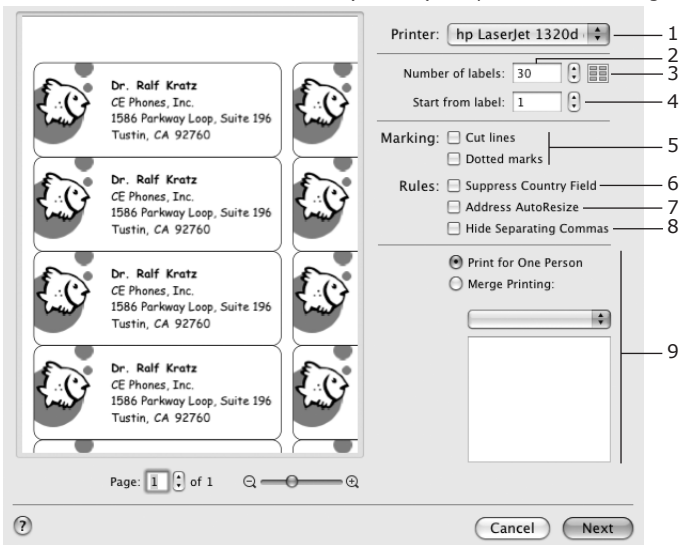 Printer: hp LaserJet 1320d 1
2
Number of labels: 30 3
Start from label: 1 4
Marking: Cut lines
Dotted marks 5
Rules: Suppress Country Field 6
Address AutoResize 7
Hide Separating Commas 8
Print for One Person
Merge Printing:
9
Dr. Ralf Kratz
CE Phones, Inc.
1586 Parkway Loop, Suite 196
Tustin, CA 92760
Dr. Ralf Kratz
CE Phones, Inc.
1586 Parkway Loop, Suite 196
Tustin, CA 92760
Dr. Ralf Kratz
CE Phones, Inc.
1586 Parkway Loop, Suite 196
Tustin, CA 92760
Dr. Ralf Kratz
CE Phones, Inc.
1586 Parkway Loop, Suite 196
Tustin, CA 92760
Page: 1 of 1
? Cancel Next